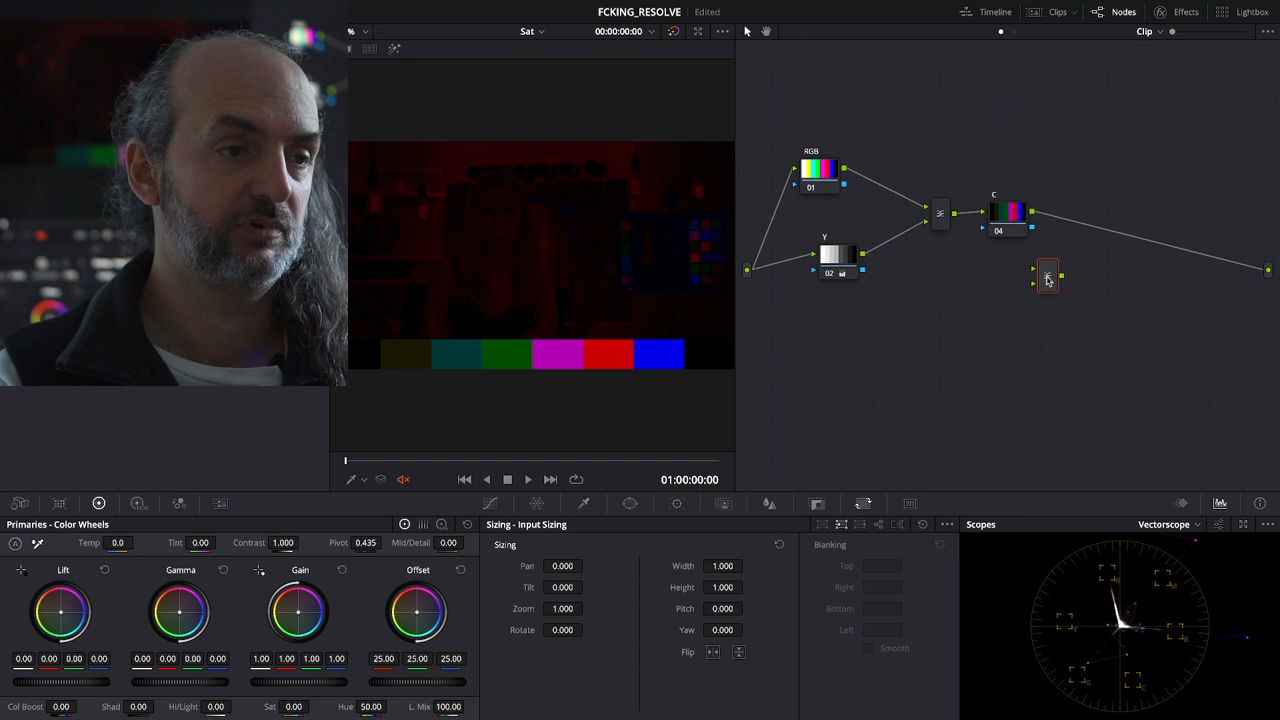 FCKING_RESOLVE Edited
Timeline Clips Nodes Effects Lightbox
% Sat 00:00:00:00 Clip
RGB
01
Y
02
C
04
01:00:00:00
Primaries - Color Wheels
Temp 0.0 Tint 0.00 Contrast 1.000 Pivot 0.435 Mid/Detail 0.00
Lift Gamma Gain Offset
0.00 0.00 0.00 0.00 0.00 0.00 0.00 0.00 1.00 1.00 1.00 1.00 25.00 25.00 25.00
Col Boost 0.00 Shad 0.00 Hi/Light 0.00 Sat 0.00 Hue 50.00 L. Mix 100.00
Sizing - Input Sizing
Sizing
Pan 0.000 Width 1.000
Tilt 0.000 Height 1.000
Zoom 1.000 Pitch 0.000
Rotate 0.000 Yaw 0.000
Flip
Blanking
Top
Right
Bottom
Left
Smooth
Scopes Vectorscope
R
M
B
C
G
Y